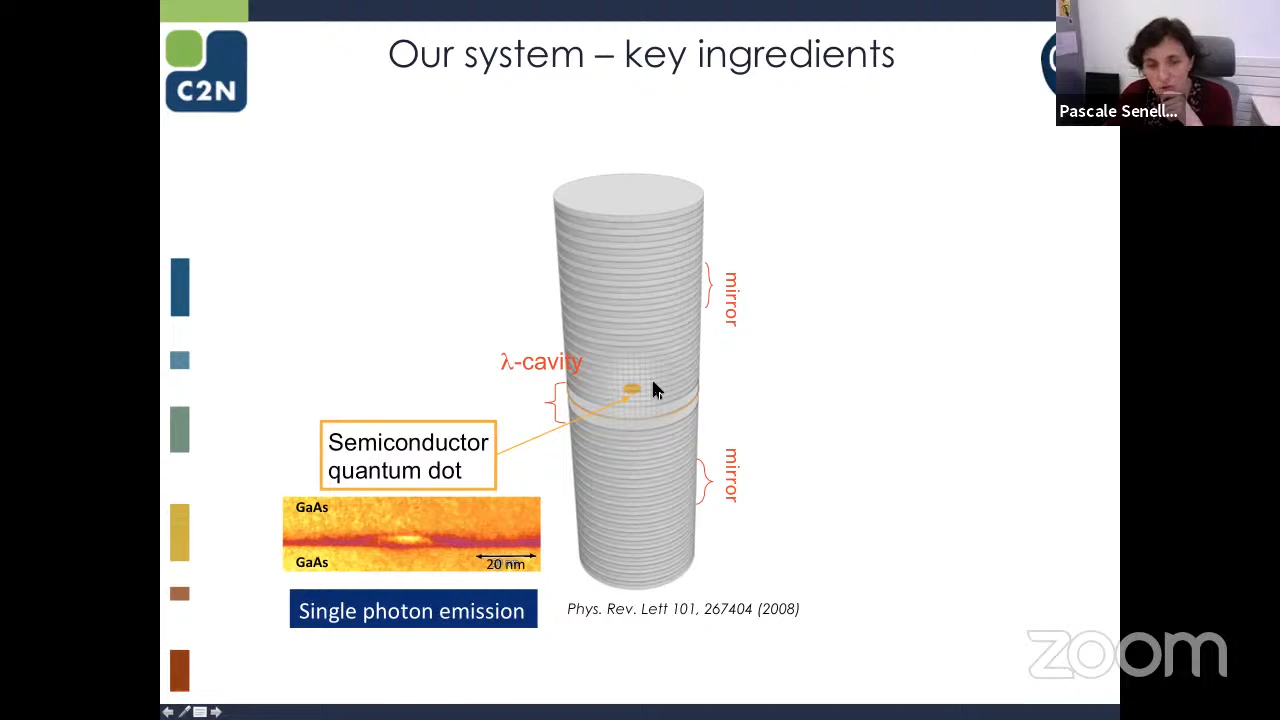 Our system – key ingredients
C2N
Pascale Senell...
mirror
λ-cavity
Semiconductor
quantum dot
mirror
GaAs
GaAs
20 nm
Single photon emission
Phys. Rev. Lett 101, 267404 (2008)
zoom